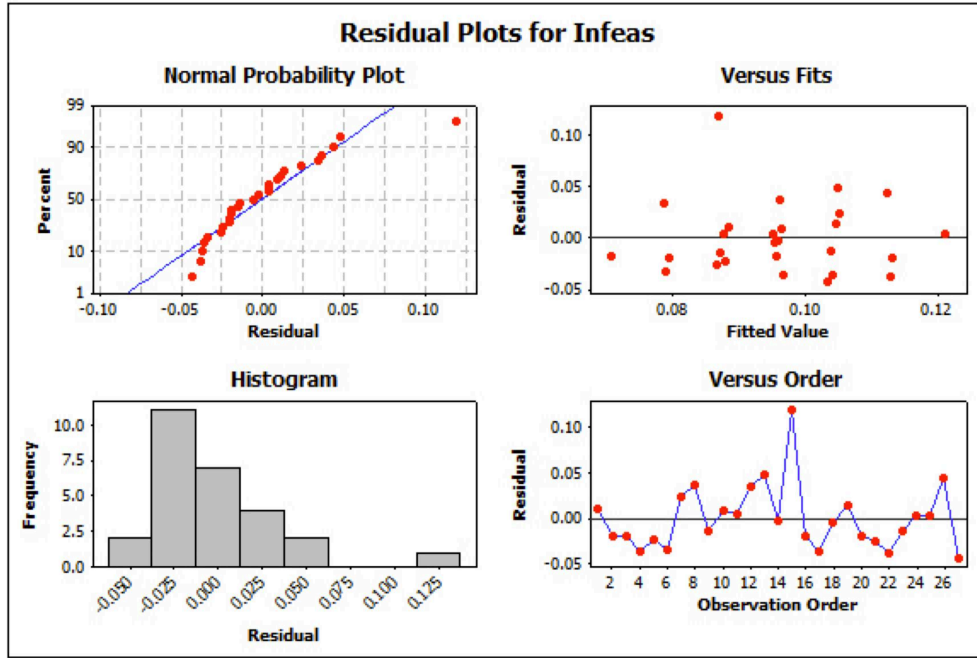 Residual Plots for Infeas
Normal Probability Plot
Percent
99
90
50
10
1
-0.10 -0.05 0.00 0.05 0.10
Residual
Versus Fits
Residual
0.10
0.05
0.00
-0.05
0.08 0.10 0.12
Fitted Value
Histogram
Frequency
10.0
7.5
5.0
2.5
0.0
-0.050 -0.025 0.000 0.025 0.050 0.075 0.100 0.125
Residual
Versus Order
Residual
0.10
0.05
0.00
-0.05
2 4 6 8 10 12 14 16 18 20 22 24 26
Observation Order